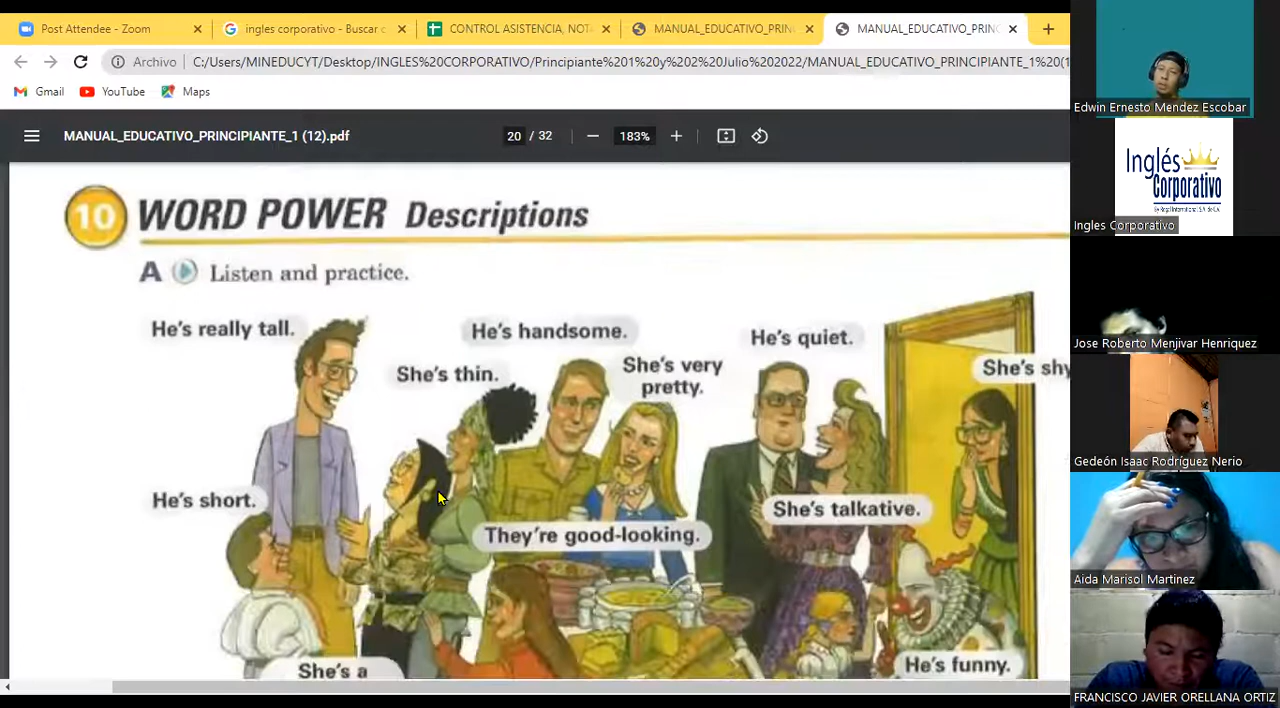 Post Attendee - Zoom
ingles corporativo - Buscar c
CONTROL ASISTENCIA, NOT
MANUAL_EDUCATIVO_PRIN
MANUAL_EDUCATIVO_PRINC
Archivo
C:/Users/MINEDUCYT/Desktop/INGLES%20CORPORATIVO/Principiante%201%20y%202%20Julio%202022/MANUAL_EDUCATIVO_PRINCIPIANTE_1%20(1
Gmail
YouTube
Maps
MANUAL_EDUCATIVO_PRINCIPIANTE_1 (12).pdf
20 / 32
183%
10 WORD POWER Descriptions
A Listen and practice.
He's really tall.
He's handsome.
He's quiet.
She's thin.
She's very
pretty.
She's shy
He's short.
They're good-looking.
She's talkative.
She's a
He's funny.
Edwin Ernesto Mendez Escobar
Inglés
Corporativo
By Regal International, S.A. de C.V.
Ingles Corporativo
Jose Roberto Menjivar Henriquez
Gedeón Isaac Rodríguez Nerio
Aida Marisol Martinez
FRANCISCO JAVIER ORELLANA ORTIZ